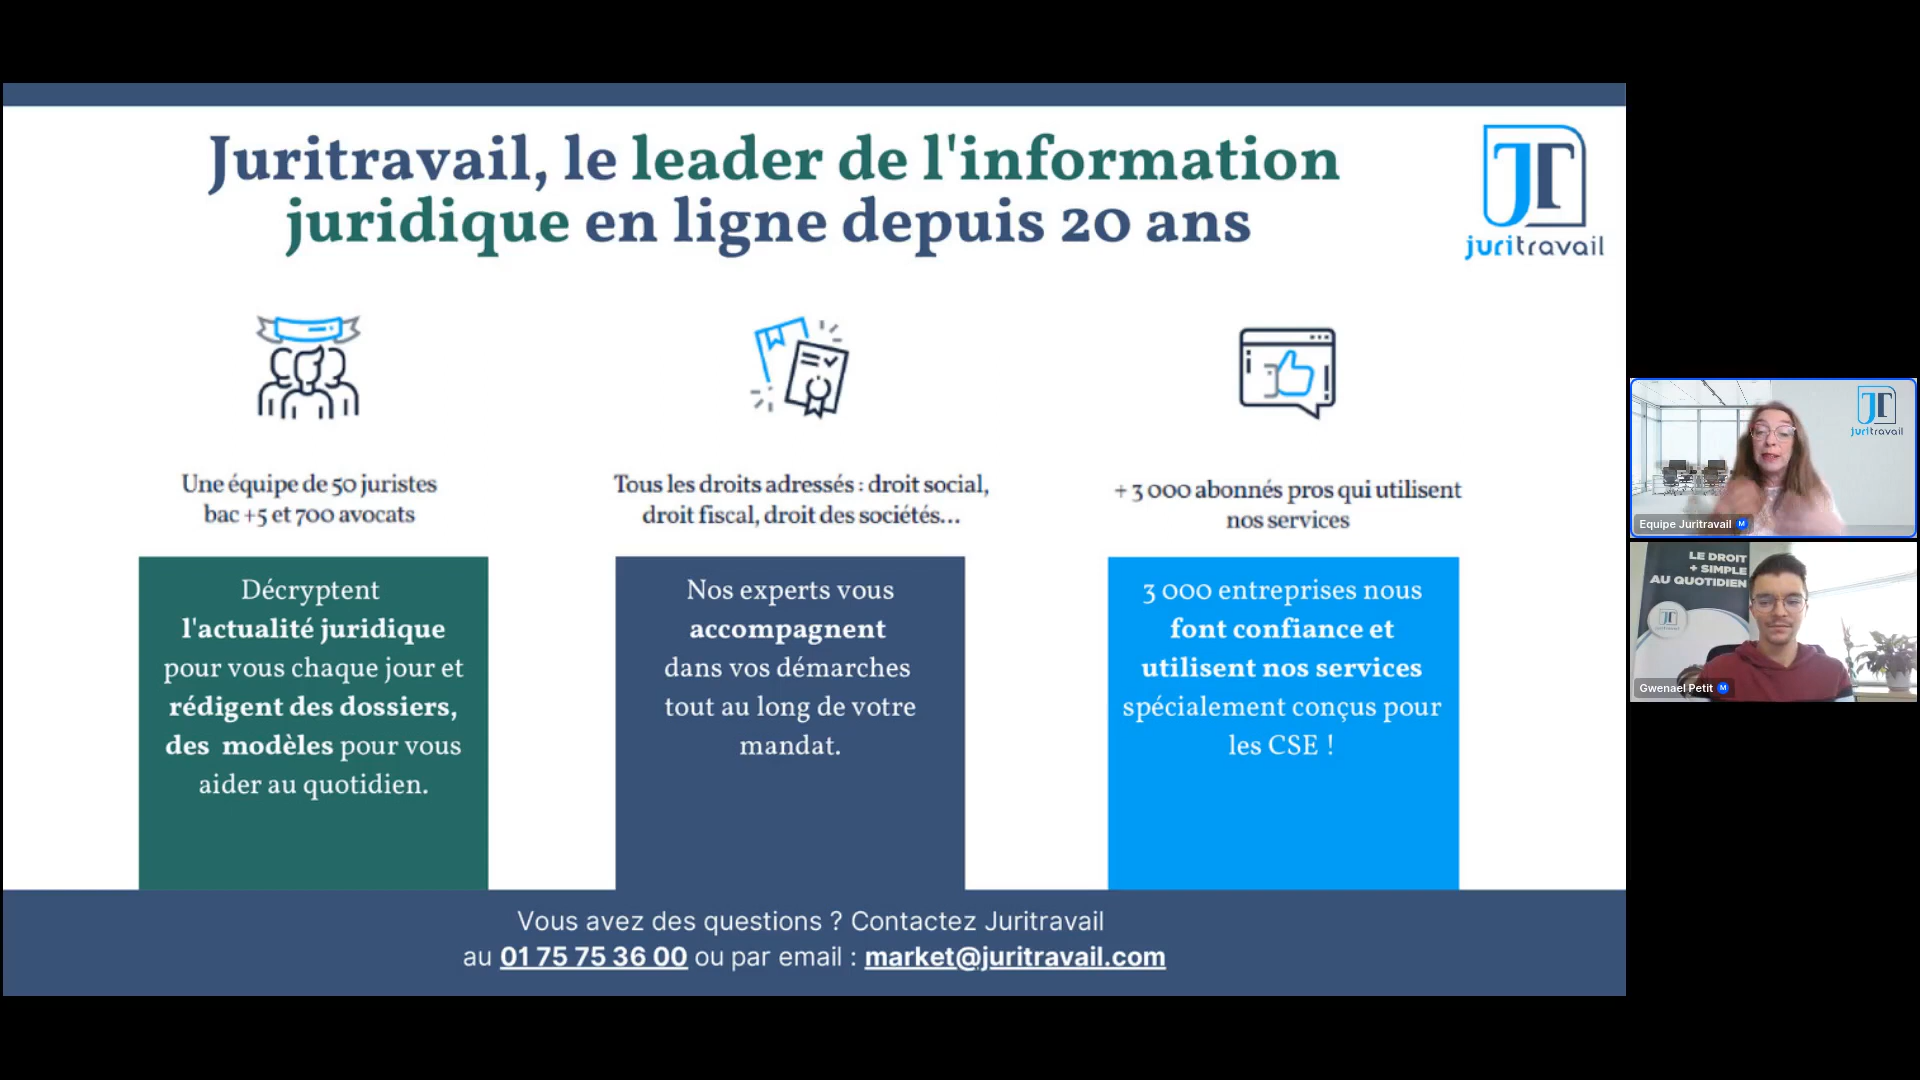 Juritravail, le leader de l'information
juridique en ligne depuis 20 ans
JT
juritravail
Une équipe de 50 juristes
bac +5 et 700 avocats
Décryptent
l'actualité juridique
pour vous chaque jour et
rédigent des dossiers,
des modèles pour vous
aider au quotidien.
Tous les droits adressés : droit social,
droit fiscal, droit des sociétés...
Nos experts vous
accompagnent
dans vos démarches
tout au long de votre
mandat.
+ 3 000 abonnés pros qui utilisent
nos services
3 000 entreprises nous
font confiance et
utilisent nos services
spécialement conçus pour
les CSE !
Vous avez des questions ? Contactez Juritravail
au 01 75 75 36 00 ou par email : market@juritravail.com
JT
juritravail
Equipe Juritravail M
LE DROIT
+ SIMPLE
AU QUOTIDIEN
JT
Gwenael Petit M